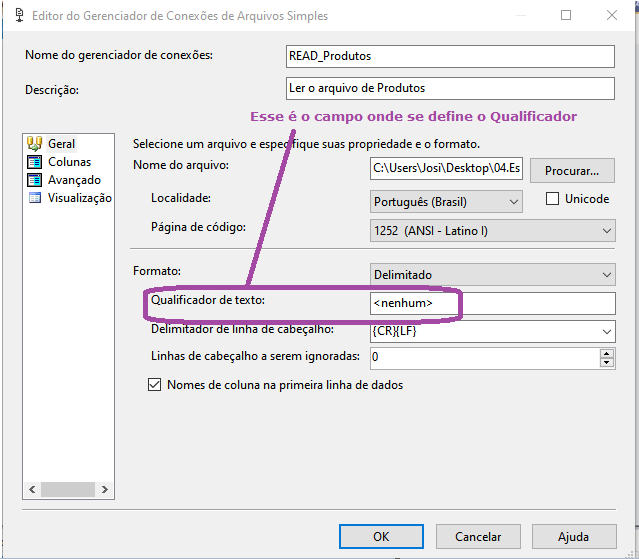 Editor do Gerenciador de Conexões de Arquivos Simples
Nome do gerenciador de conexões:
READ_Produtos
Descrição:
Ler o arquivo de Produtos
Esse é o campo onde se define o Qualificador
Geral
Colunas
Avançado
Visualização
Selecione um arquivo e especifique suas propriedade e o formato.
Nome do arquivo:
C:\Users\Josi\Desktop\04.Es
Procurar...
Localidade:
Português (Brasil)
Unicode
Página de código:
1252 (ANSI - Latino I)
Formato:
Delimitado
Qualificador de texto:
<nenhum>
Delimitador de linha de cabeçalho:
{CR}{LF}
Linhas de cabeçalho a serem ignoradas:
0
Nomes de coluna na primeira linha de dados
OK
Cancelar
Ajuda